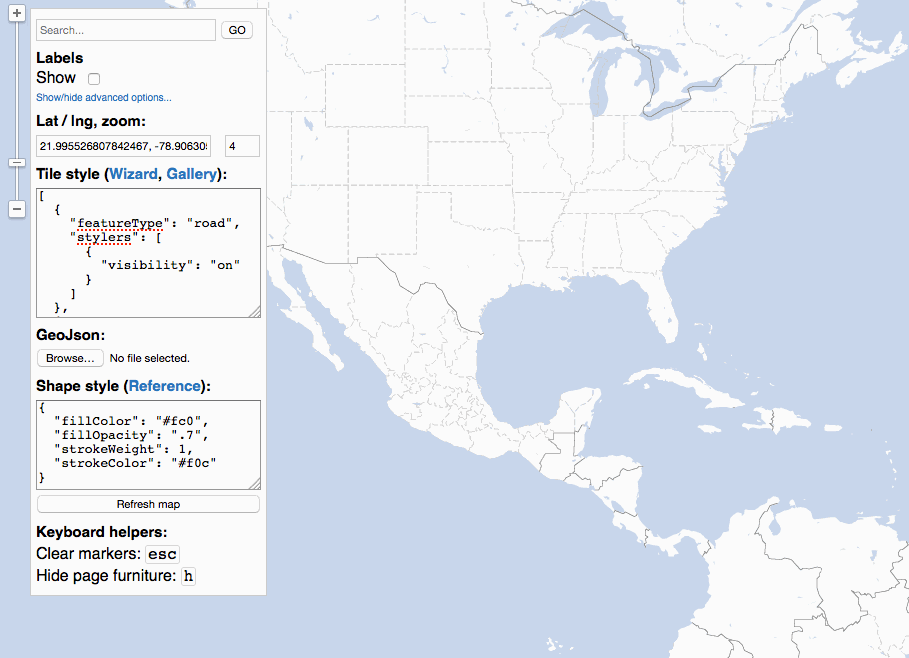 +
Search...
GO
Labels
Show
Show/hide advanced options...
Lat / lng, zoom:
21.995526807842467, -78.90630
4
Tile style (Wizard, Gallery):
[
{
"featureType": "road",
"stylers": [
{
"visibility": "on"
}
]
},
GeoJson:
Browse... No file selected.
Shape style (Reference):
{
"fillColor": "#fc0",
"fillOpacity": ".7",
"strokeWeight": 1,
"strokeColor": "#f0c"
}
Refresh map
Keyboard helpers:
Clear markers: esc
Hide page furniture: h